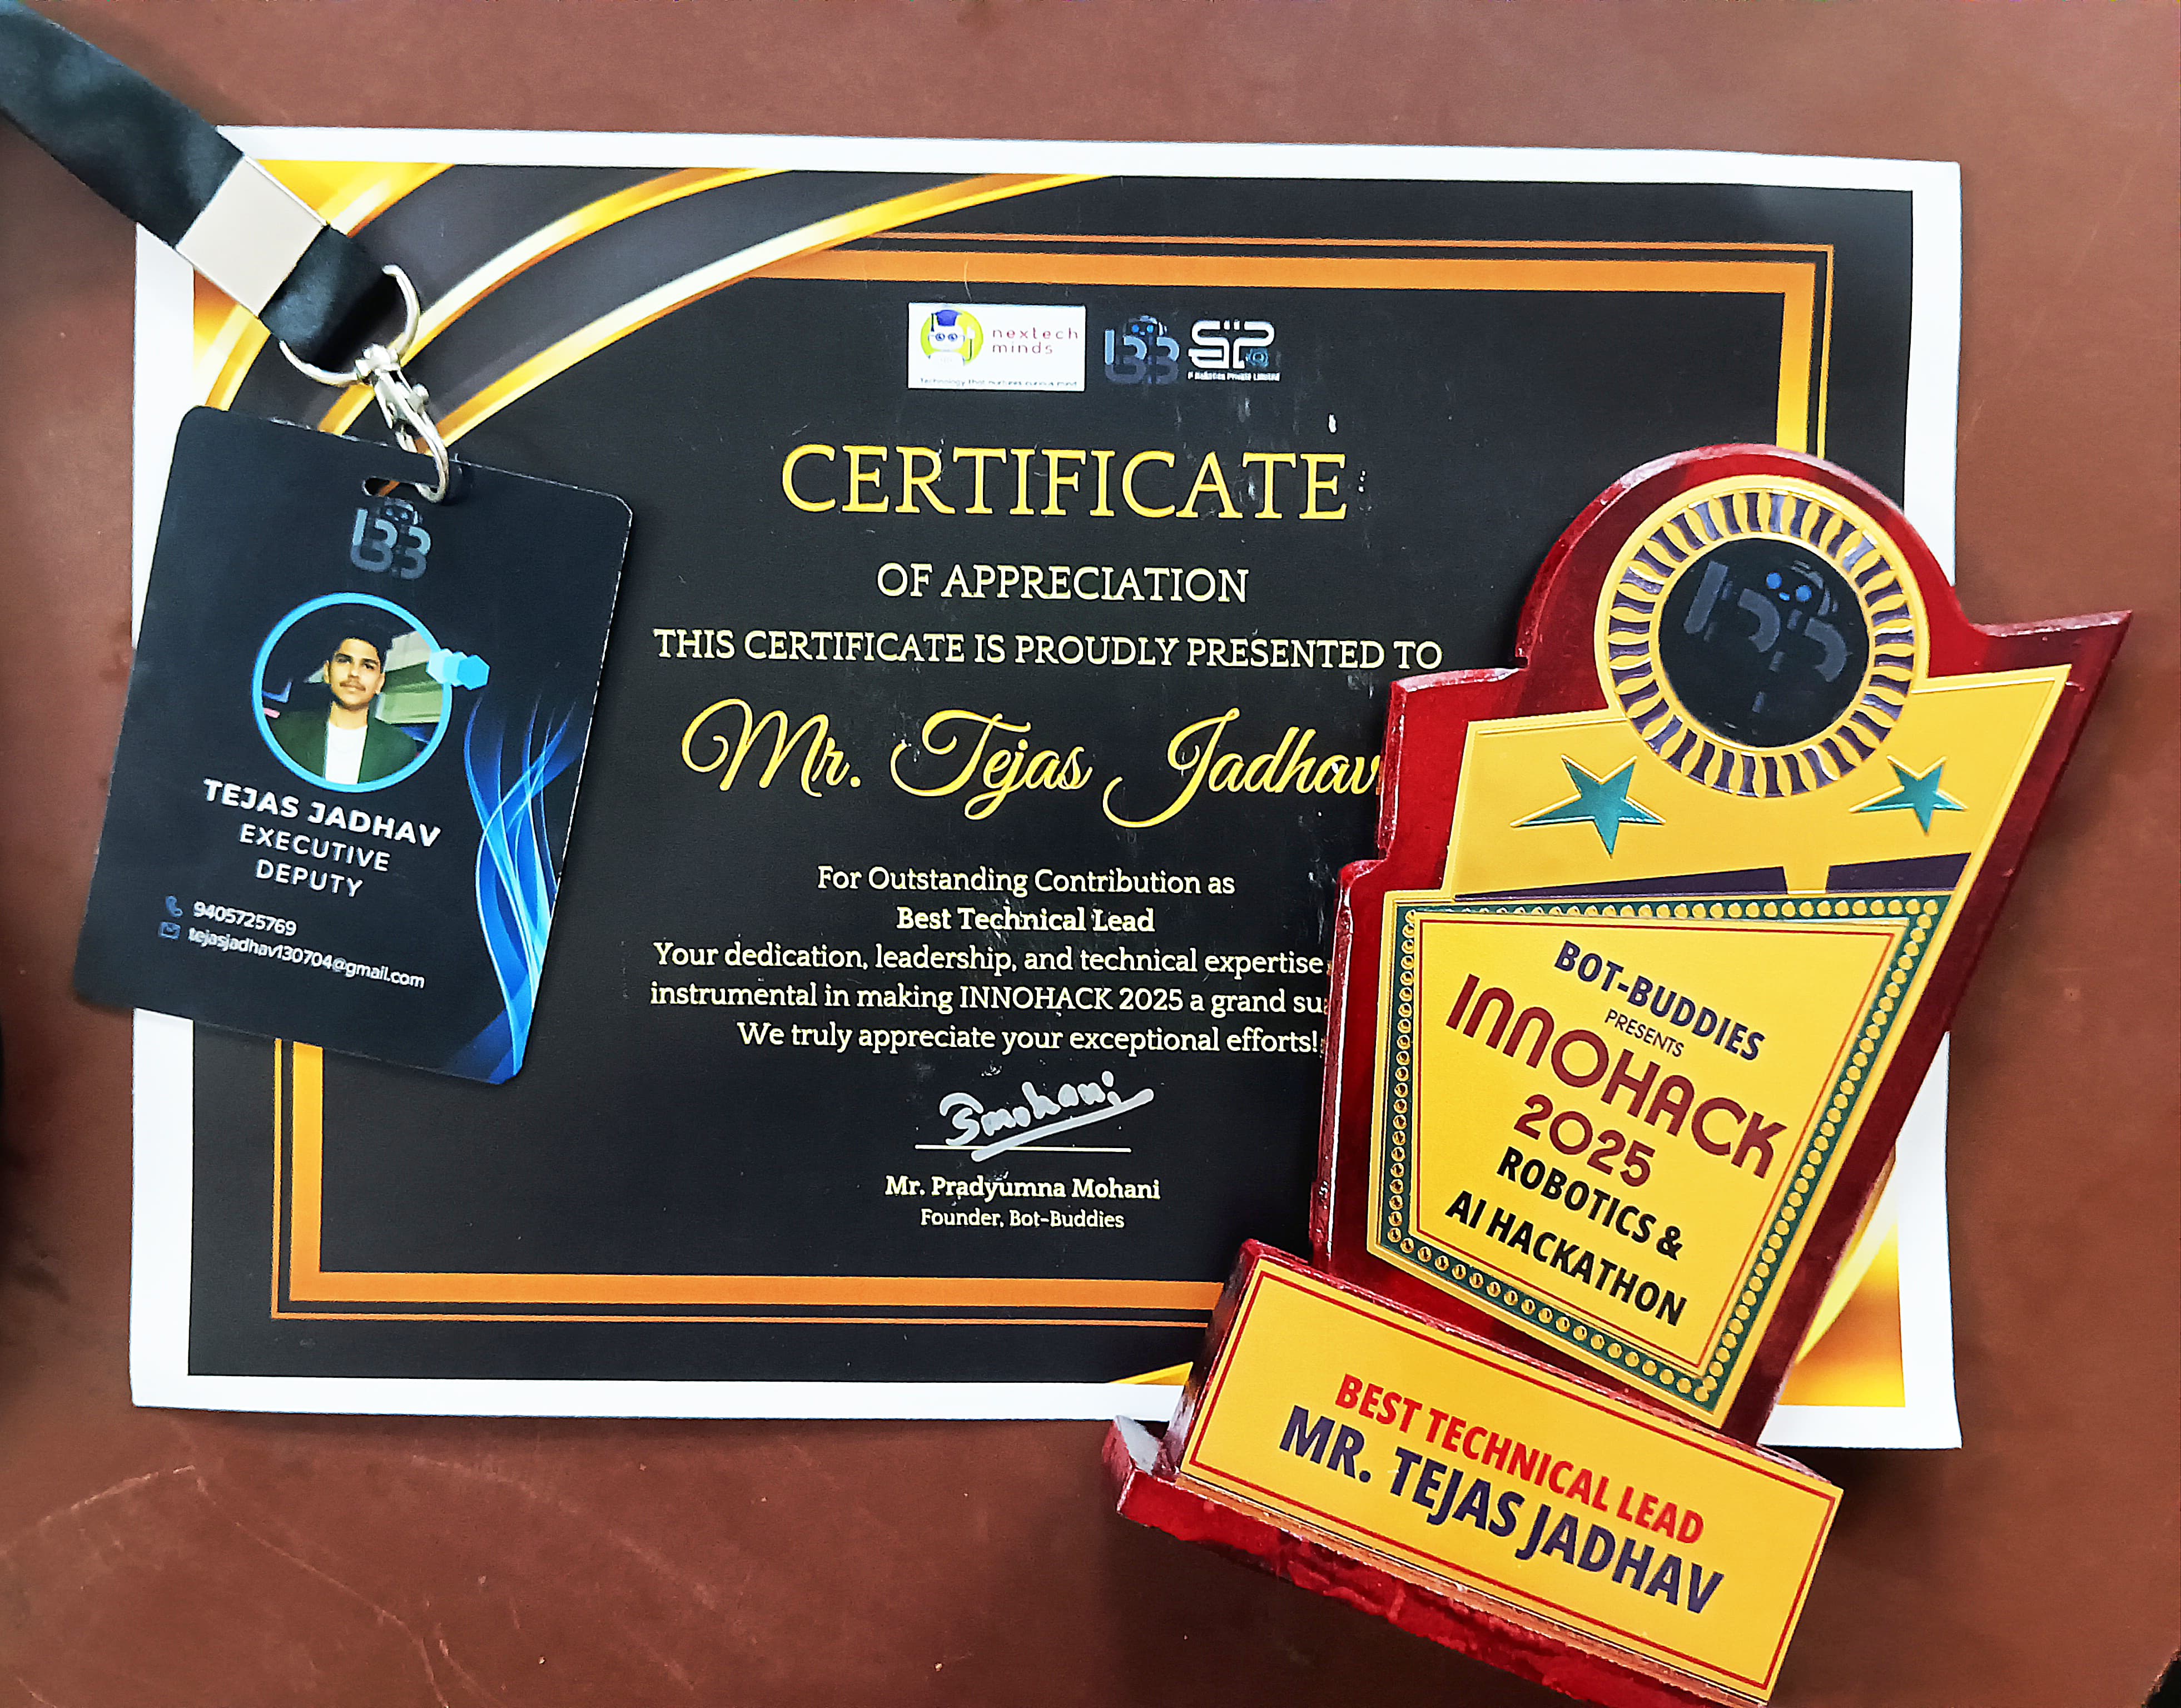 nextech
minds
CERTIFICATE
OF APPRECIATION
THIS CERTIFICATE IS PROUDLY PRESENTED TO
Mr. Tejas Jadhav
For Outstanding Contribution as
Best Technical Lead
Your dedication, leadership, and technical expertise
instrumental in making INNOHACK 2025 a grand su
We truly appreciate your exceptional efforts!
Smohani
Mr. Pradyumna Mohani
Founder, Bot-Buddies
TEJAS JADHAV
EXECUTIVE
DEPUTY
9405725769
tejasjadhav130704@gmail.com
BOT-BUDDIES
PRESENTS
INNOHACK
2025
ROBOTICS &
AI HACKATHON
BEST TECHNICAL LEAD
MR. TEJAS JADHAV